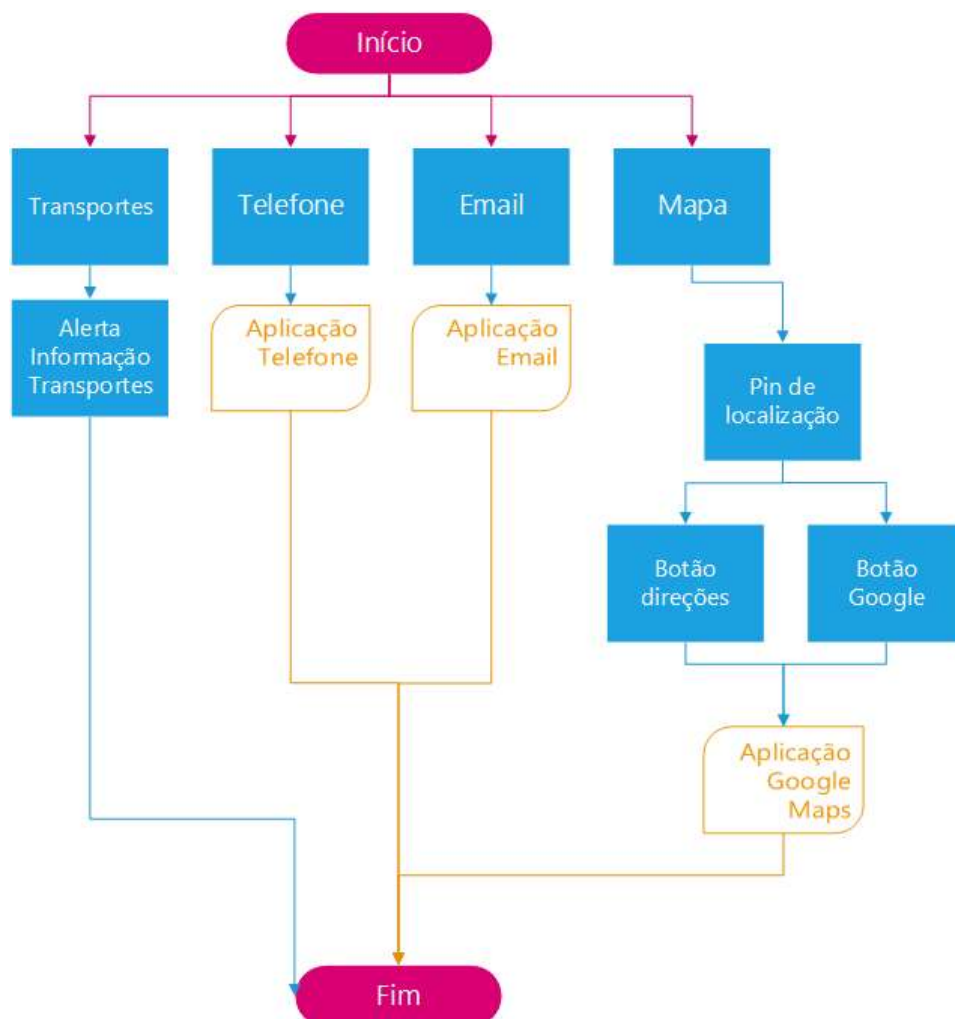 Início
Transportes
Telefone
Email
Mapa
Alerta
Informação
Transportes
Aplicação
Telefone
Aplicação
Email
Pin de
localização
Botão
direções
Botão
Google
Aplicação
Google
Maps
Fim